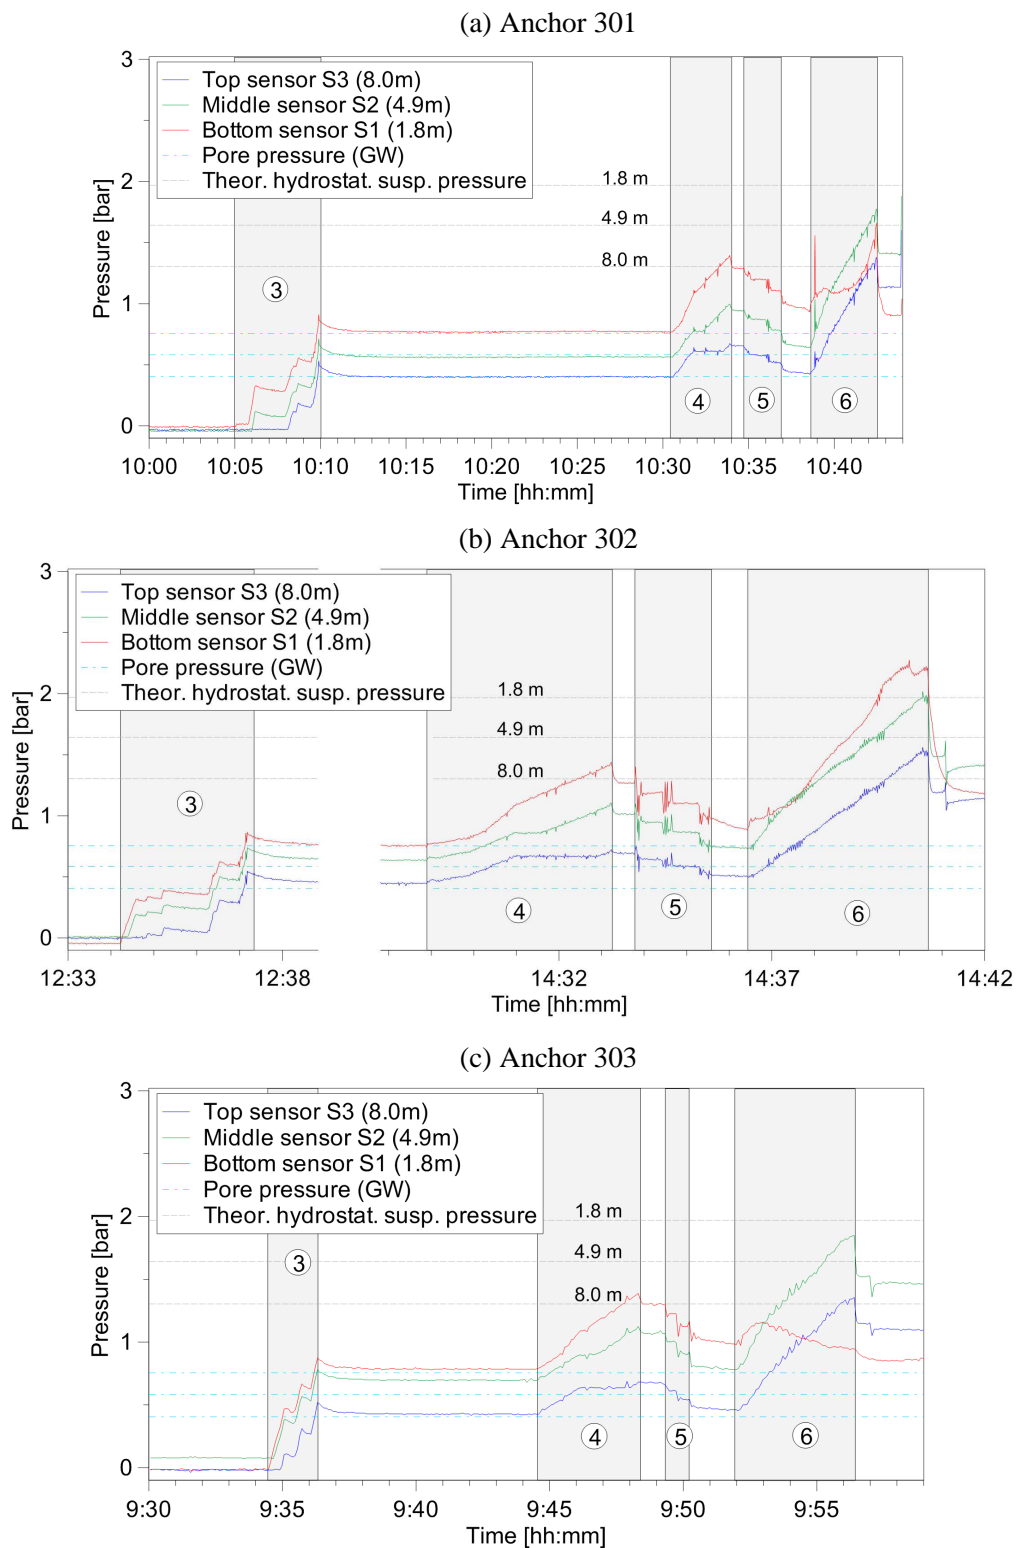 (a) Anchor 301
3
Top sensor S3 (8.0m)
Middle sensor S2 (4.9m)
Bottom sensor S1 (1.8m)
Pore pressure (GW)
Theor. hydrostat. susp. pressure
2
1.8 m
4.9 m
8.0 m
Pressure [bar]
3
1
4
5
6
0
10:00 10:05 10:10 10:15 10:20 10:25 10:30 10:35 10:40
Time [hh:mm]
(b) Anchor 302
3
Top sensor S3 (8.0m)
Middle sensor S2 (4.9m)
Bottom sensor S1 (1.8m)
Pore pressure (GW)
Theor. hydrostat. susp. pressure
2
1.8 m
4.9 m
8.0 m
Pressure [bar]
3
1
4
5
6
0
12:33 12:38 14:32 14:37 14:42
Time [hh:mm]
(c) Anchor 303
3
Top sensor S3 (8.0m)
Middle sensor S2 (4.9m)
Bottom sensor S1 (1.8m)
Pore pressure (GW)
Theor. hydrostat. susp. pressure
2
1.8 m
4.9 m
8.0 m
Pressure [bar]
3
1
4
5
6
0
9:30 9:35 9:40 9:45 9:50 9:55
Time [hh:mm]